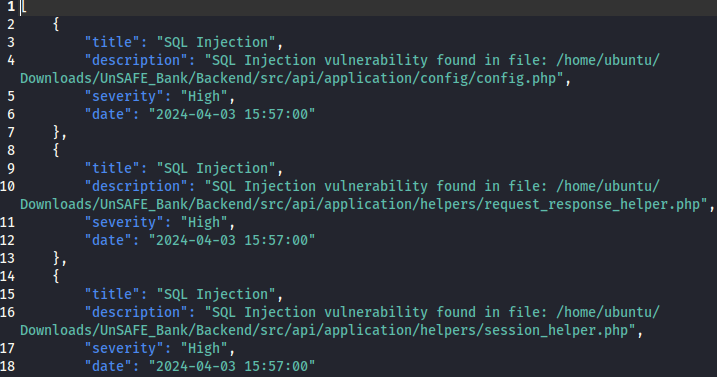 1 [
2 {
3 "title": "SQL Injection",
4 "description": "SQL Injection vulnerability found in file: /home/ubuntu/
Downloads/UnSAFE_Bank/Backend/src/api/application/config/config.php",
5 "severity": "High",
6 "date": "2024-04-03 15:57:00"
7 },
8 {
9 "title": "SQL Injection",
10 "description": "SQL Injection vulnerability found in file: /home/ubuntu/
Downloads/UnSAFE_Bank/Backend/src/api/application/helpers/request_response_helper.php",
11 "severity": "High",
12 "date": "2024-04-03 15:57:00"
13 },
14 {
15 "title": "SQL Injection",
16 "description": "SQL Injection vulnerability found in file: /home/ubuntu/
Downloads/UnSAFE_Bank/Backend/src/api/application/helpers/session_helper.php",
17 "severity": "High",
18 "date": "2024-04-03 15:57:00"